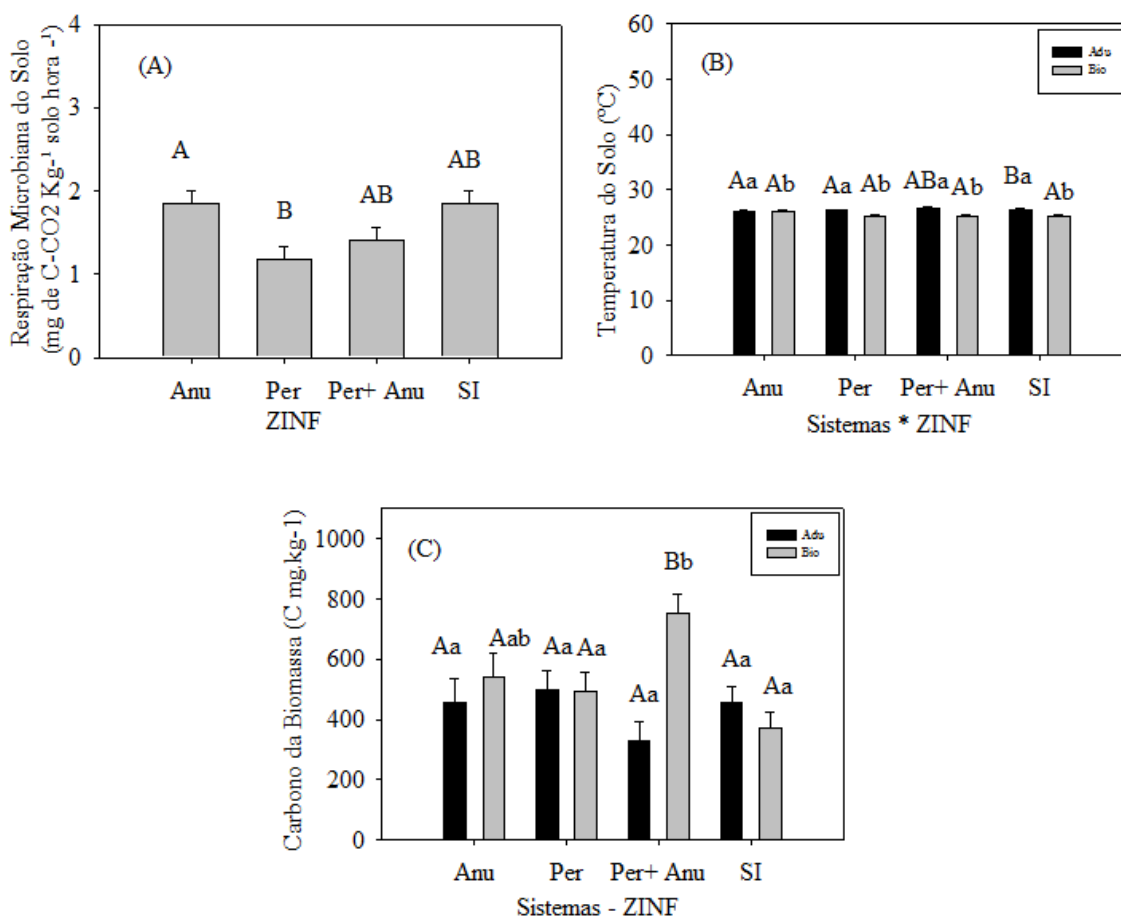 Respiração Microbiana do Solo
(mg de C-CO2 Kg-¹ solo hora -¹)
4
3
2
1
0
(A)
A
B
AB
AB
Anu Per Per+ Anu SI
ZINF
Temperatura do Solo (ºC)
60
50
40
30
20
10
0
(B)
Adu
Bio
Aa Ab Aa Ab ABa Ab Ba Ab
Anu Per Per+ Anu SI
Sistemas * ZINF
Carbono da Biomassa (C mg.kg-1)
1000
800
600
400
200
0
(C)
Adu
Bio
Aa Aab Aa Aa Aa Bb Aa Aa
Anu Per Per+ Anu SI
Sistemas - ZINF